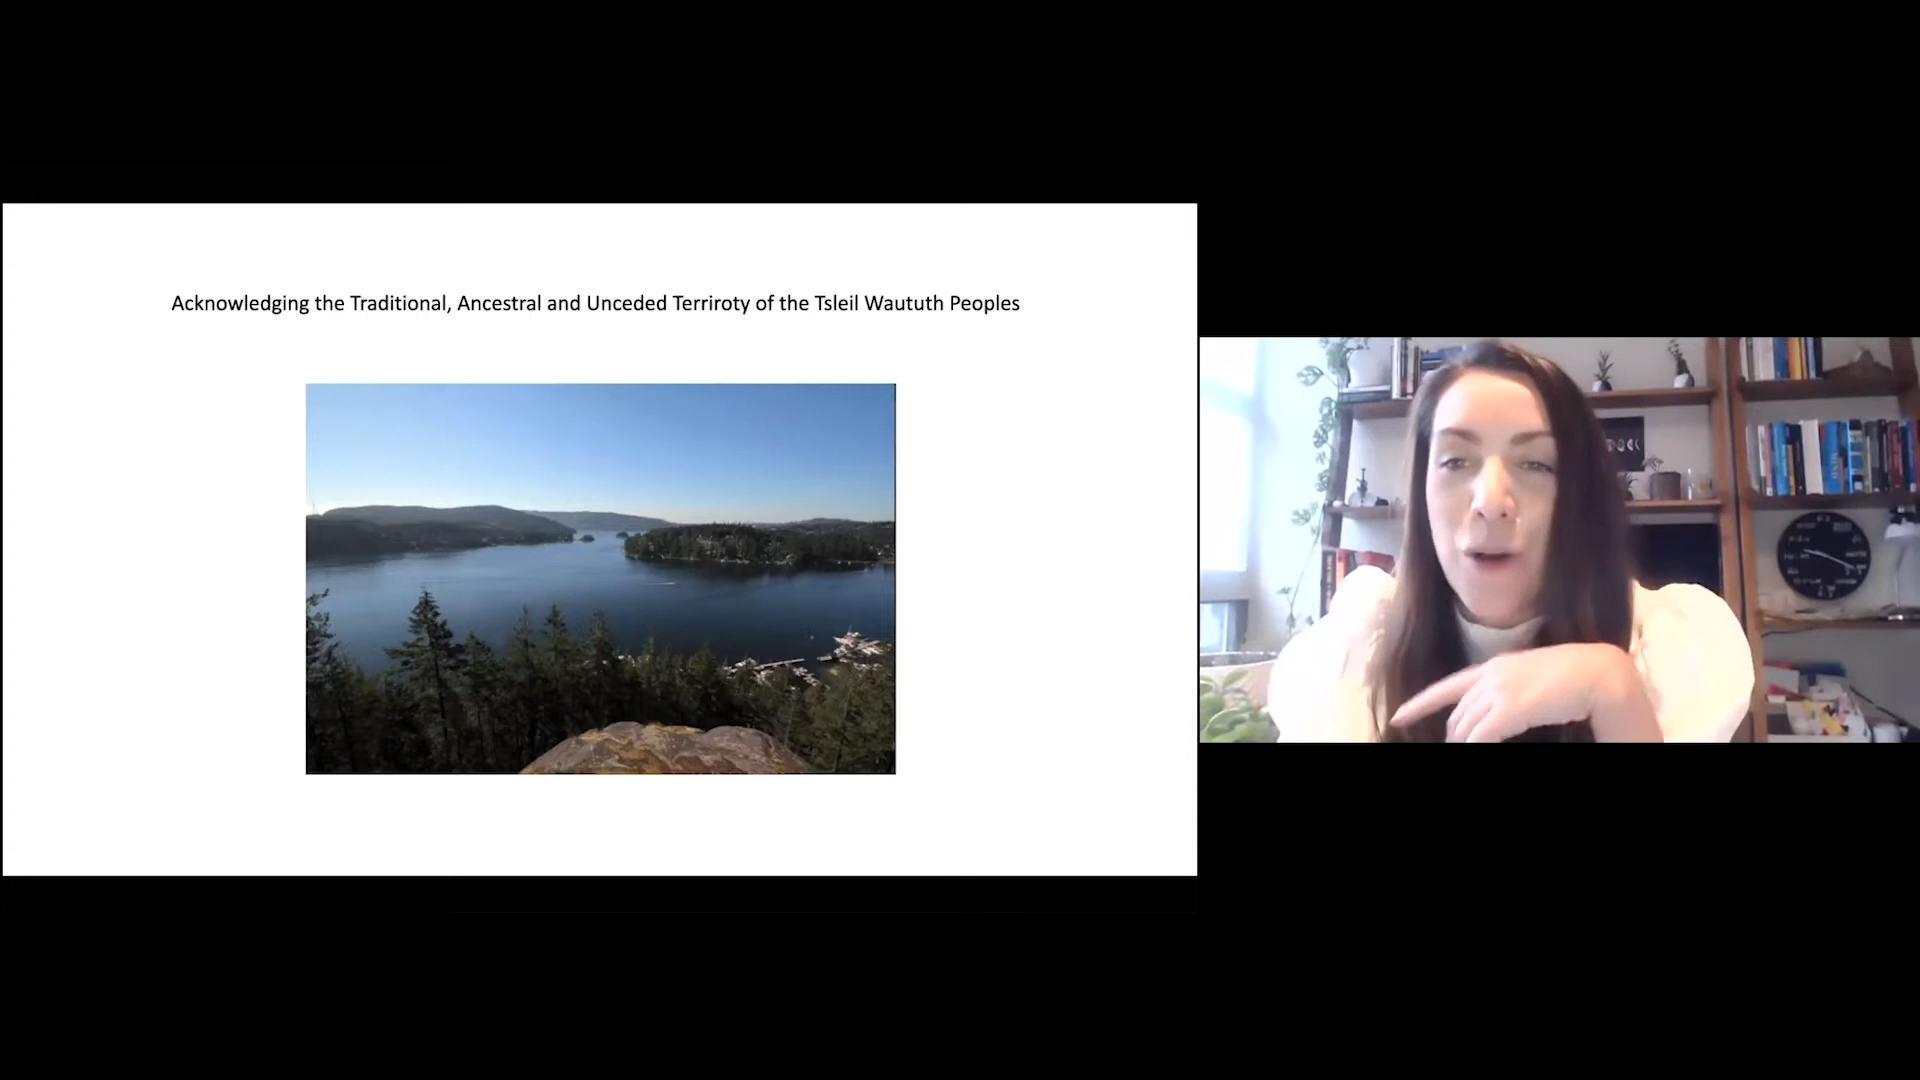 Acknowledging the Traditional, Ancestral and Unceded Terriroty of the Tsleil Waututh Peoples